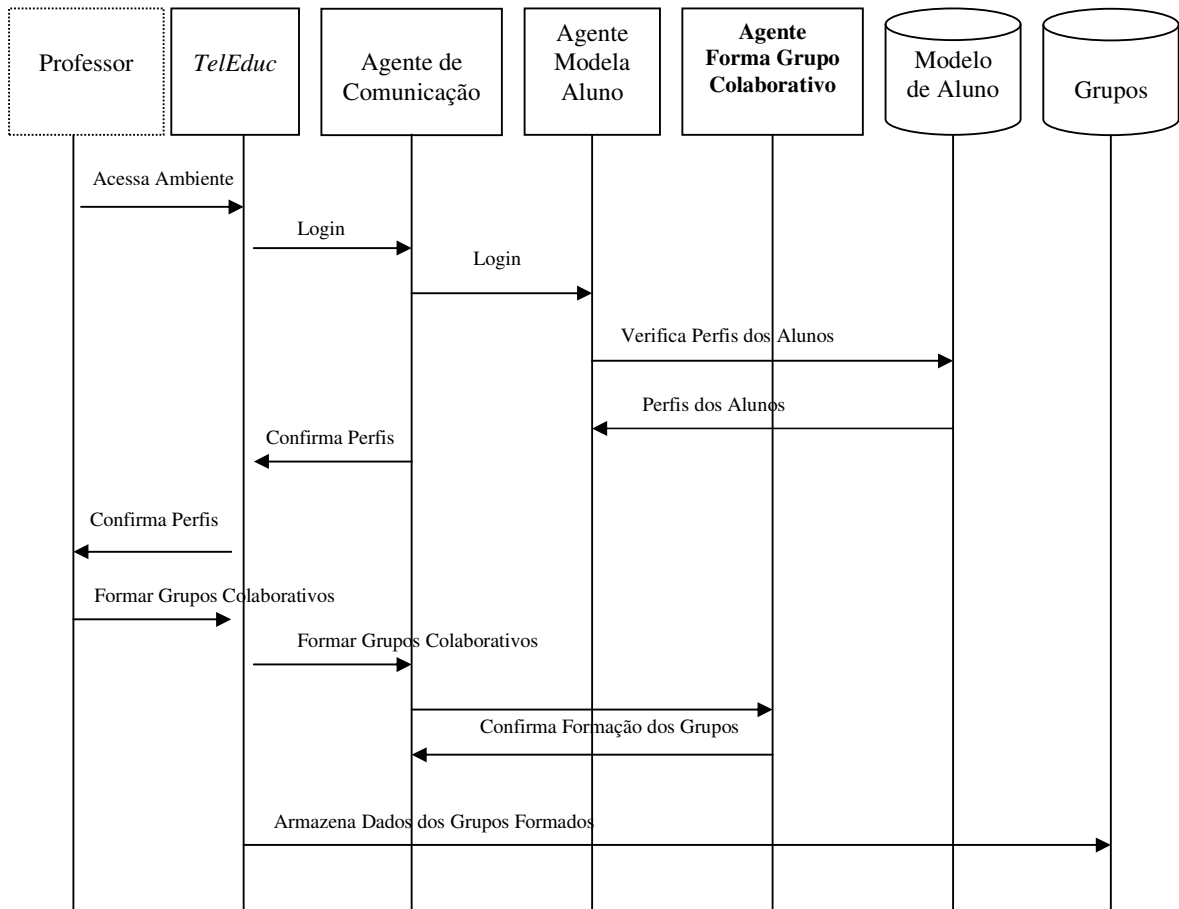 Professor
TelEduc
Agente de
Comunicação
Agente
Modela
Aluno
Agente
Forma Grupo
Colaborativo
Modelo
de Aluno
Grupos
Acessa Ambiente
Login
Login
Verifica Perfis dos Alunos
Perfis dos Alunos
Confirma Perfis
Confirma Perfis
Formar Grupos Colaborativos
Formar Grupos Colaborativos
Confirma Formação dos Grupos
Armazena Dados dos Grupos Formados